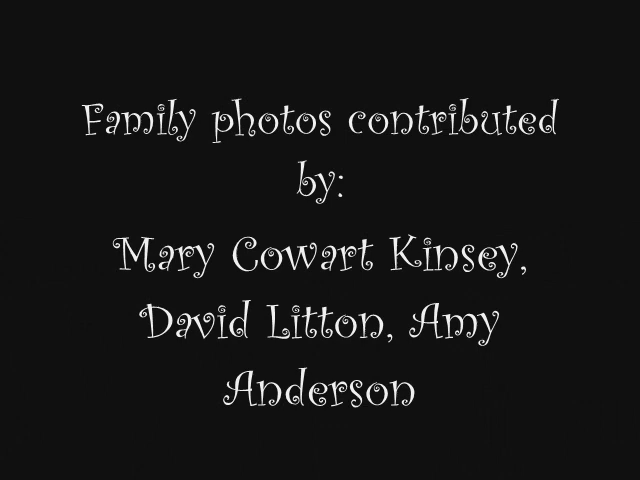 Family photos contributed
by:
Mary Cowart Kinsey,
David Litton, Amy
Anderson